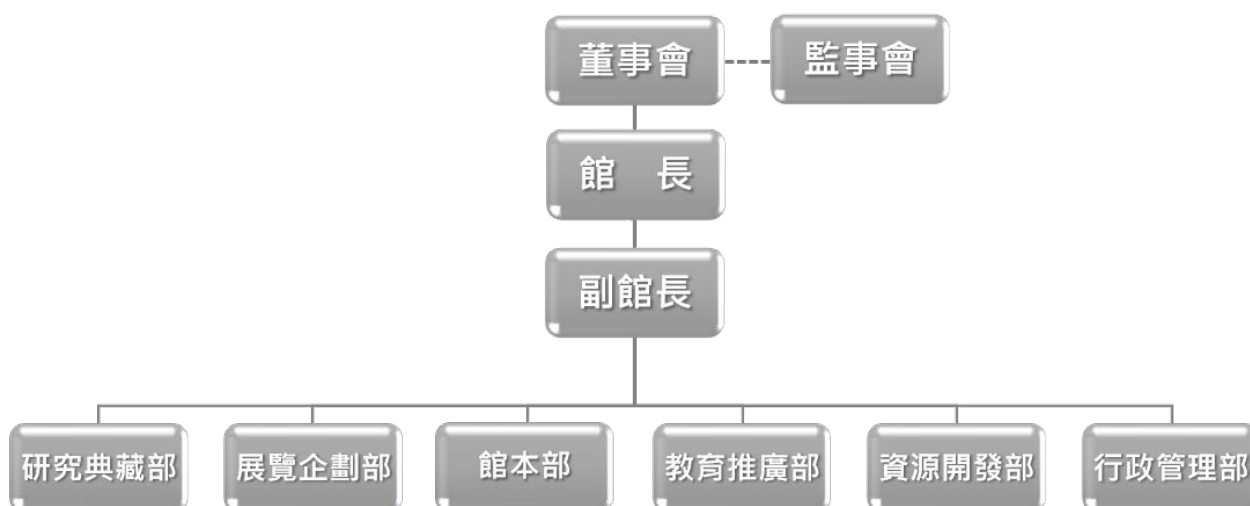 董事會
監事會
館　長
副館長
研究典藏部
展覽企劃部
館本部
教育推廣部
資源開發部
行政管理部